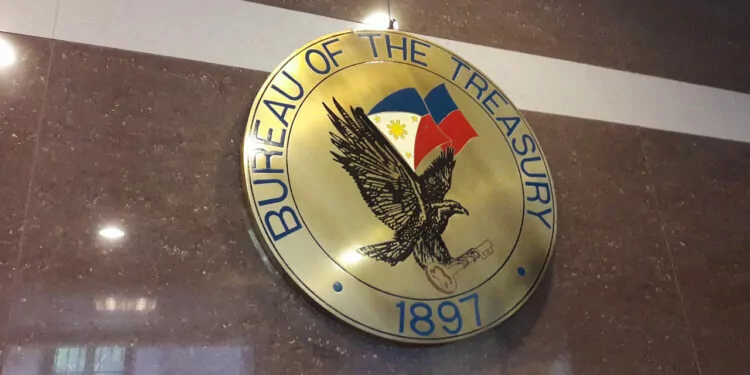 BUREAU OF THE TREASURY
1897